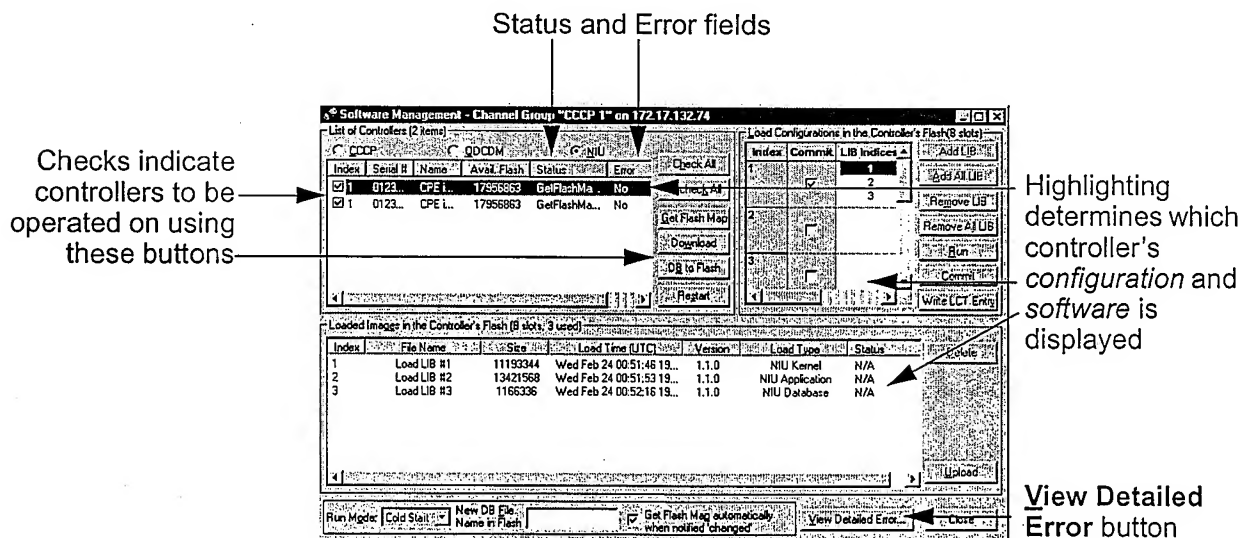 Status and Error fields
Software Management - Channel Group "CCCP 1" on 172.17.132.74
List of Controllers (2 items)
CCCP QDCDM NIU
Index Serial # Name Avail. Flash Status Error
1 0123... CPE i... 17956863 GetFlashMa... No
1 0123... CPE i... 17956863 GetFlashMa... No
Check All
Uncheck All
Get Flash Map
Download
DB to Flash
Restart
Load Configurations in the Controller's Flash (8 slots)
Index Commit LIB Indices
1 1
2
3
2
3
Add LIB
Add All LIB
Remove LIB
Remove All LIB
Run
Commit
Write LCT Entry
Checks indicate
controllers to be
operated on using
these buttons
Highlighting
determines which
controller's
configuration and
software is
displayed
Loaded Images in the Controller's Flash (8 slots, 3 used)
Index File Name Size Load Time (UTC) Version Load Type Status
1 Load LIB #1 11193344 Wed Feb 24 00:51:46 19... 1.1.0 NIU Kernel N/A
2 Load LIB #2 13421568 Wed Feb 24 00:51:53 19... 1.1.0 NIU Application N/A
3 Load LIB #3 1166336 Wed Feb 24 00:52:16 19... 1.1.0 NIU Database N/A
Delete
Upload
Run Mode: Cold Start
New DB File
Name in Flash
Get Flash Map automatically
when notified 'changed'
View Detailed Error...
Close
View Detailed
Error button